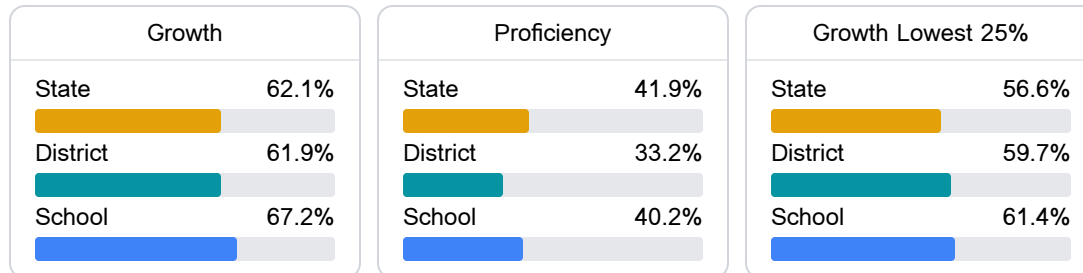 Growth
State 62.1%
District 61.9%
School 67.2%
Proficiency
State 41.9%
District 33.2%
School 40.2%
Growth Lowest 25%
State 56.6%
District 59.7%
School 61.4%